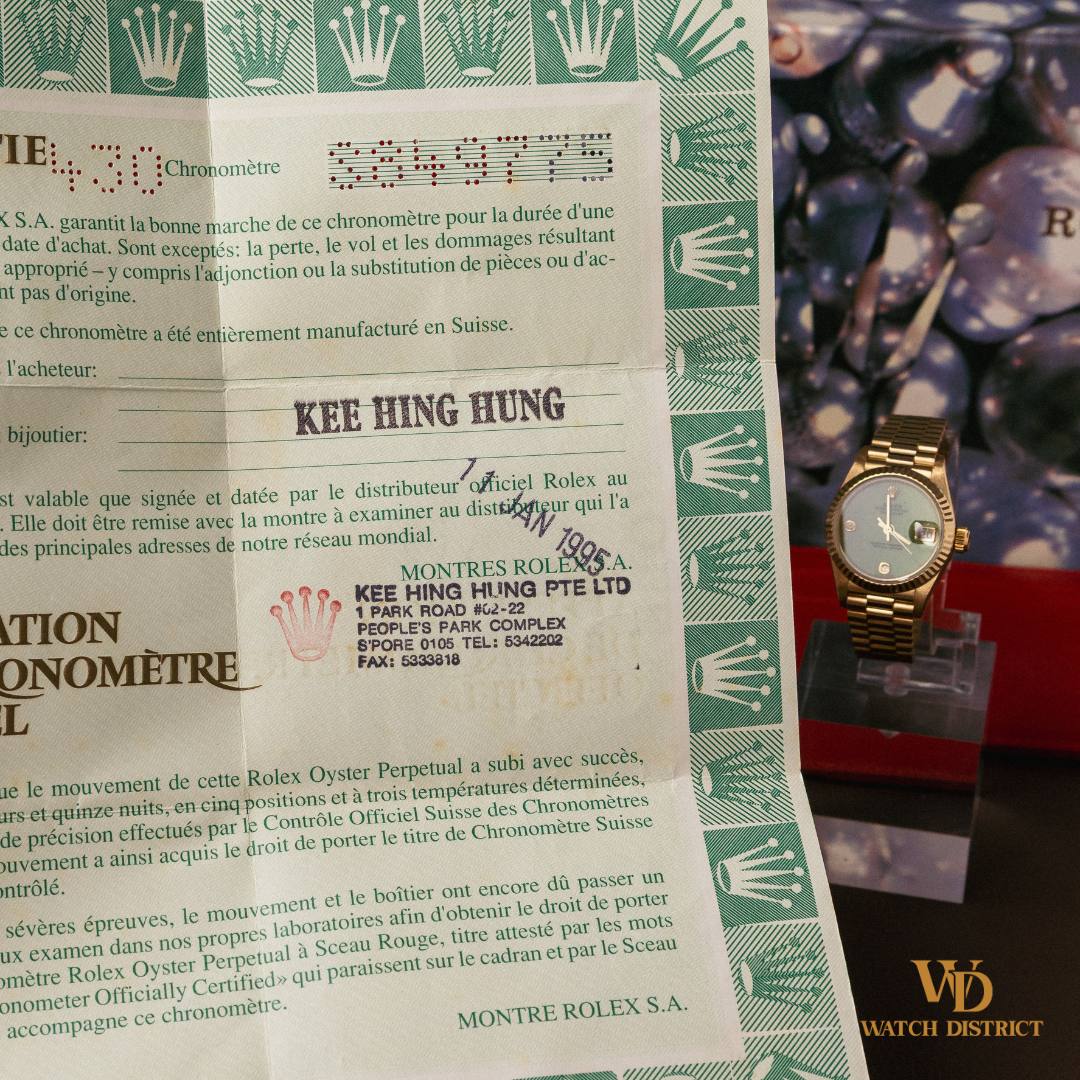 TIE 430 Chronomètre
X S.A. garantit la bonne marche de ce chronomètre pour la durée d'une
date d'achat. Sont exceptés: la perte, le vol et les dommages résultant
approprié – y compris l'adjonction ou la substitution de pièces ou d'ac-
nt pas d'origine.
e ce chronomètre a été entièrement manufacturé en Suisse.
l'acheteur:
KEE HING HUNG
bijoutier:
st valable que signée et datée par le distributeur officiel Rolex au
. Elle doit être remise avec la montre à examiner au distributeur qui l'a
des principales adresses de notre réseau mondial.
11 JAN 1995
MONTRES ROLEX S.A.
KEE HING HUNG PTE LTD
1 PARK ROAD #02-22
PEOPLE'S PARK COMPLEX
S'PORE 0105 TEL: 5342202
FAX: 5333818
ATION
ONOMÈTRE
EL
ue le mouvement de cette Rolex Oyster Perpetual a subi avec succès,
urs et quinze nuits, en cinq positions et à trois températures déterminées,
de précision effectués par le Contrôle Officiel Suisse des Chronomètres
ouvement a ainsi acquis le droit de porter le titre de Chronomètre Suisse
ontrôlé.
sévères épreuves, le mouvement et le boîtier ont encore dû passer un
ux examen dans nos propres laboratoires afin d'obtenir le droit de porter
omètre Rolex Oyster Perpetual à Sceau Rouge, titre attesté par les mots
onometer Officially Certified» qui paraissent sur le cadran et par le Sceau
accompagne ce chronomètre.
MONTRE ROLEX S.A.
R
WD
WATCH DISTRICT